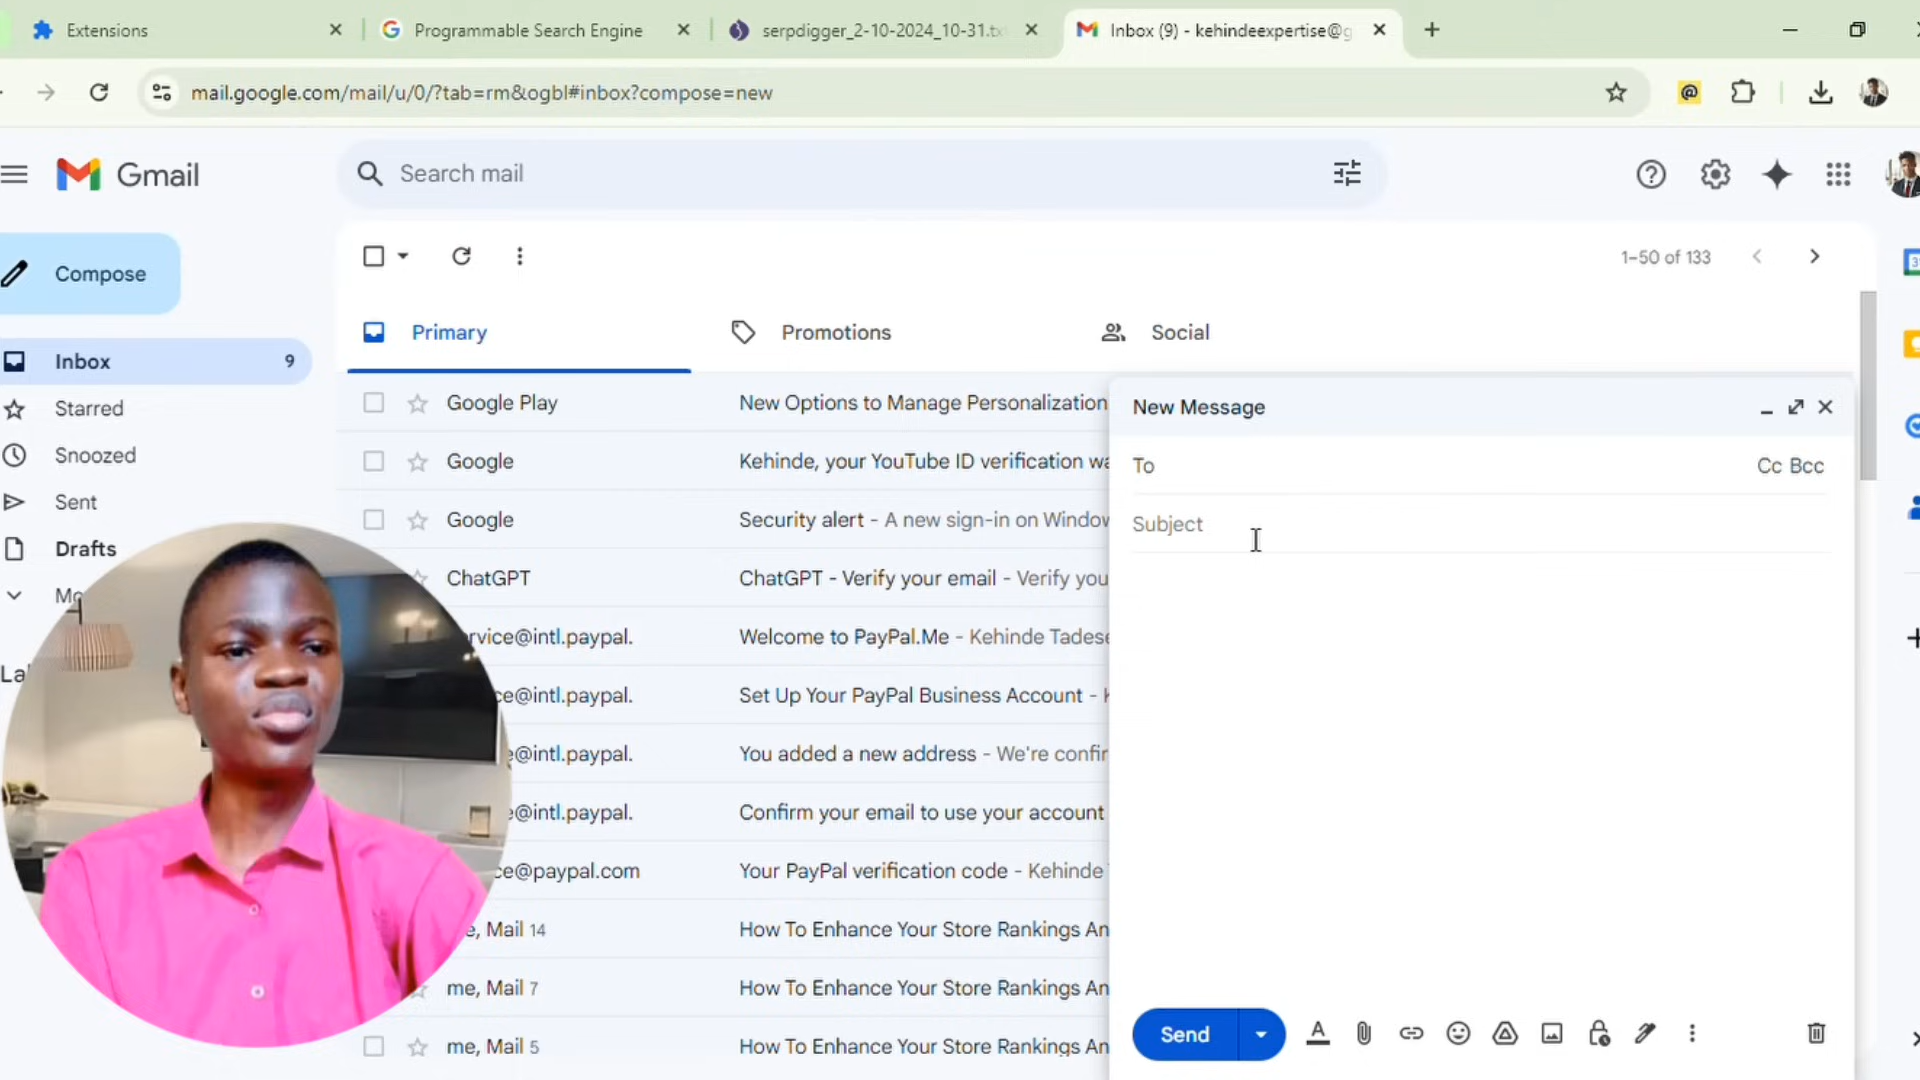 Extensions
Programmable Search Engine
serpdigger_2-10-2024_10-31.tx
Inbox (9) - kehindeexpertise@g
mail.google.com/mail/u/0/?tab=rm&ogbl#inbox?compose=new
Gmail
Search mail
Compose
1–50 of 133
Inbox 9
Starred
Snoozed
Sent
Drafts
Primary
Promotions
Social
Google Play New Options to Manage Personalization
Google Kehinde, your YouTube ID verification wa
Google Security alert - A new sign-in on Window
ChatGPT ChatGPT - Verify your email - Verify you
rvice@intl.paypal. Welcome to PayPal.Me - Kehinde Tadese
ce@intl.paypal. Set Up Your PayPal Business Account -
e@intl.paypal. You added a new address - We're confir
e@intl.paypal. Confirm your email to use your account
ce@paypal.com Your PayPal verification code - Kehinde
e, Mail 14 How To Enhance Your Store Rankings An
me, Mail 7 How To Enhance Your Store Rankings An
me, Mail 5 How To Enhance Your Store Rankings An
New Message
To Cc Bcc
Subject
Send